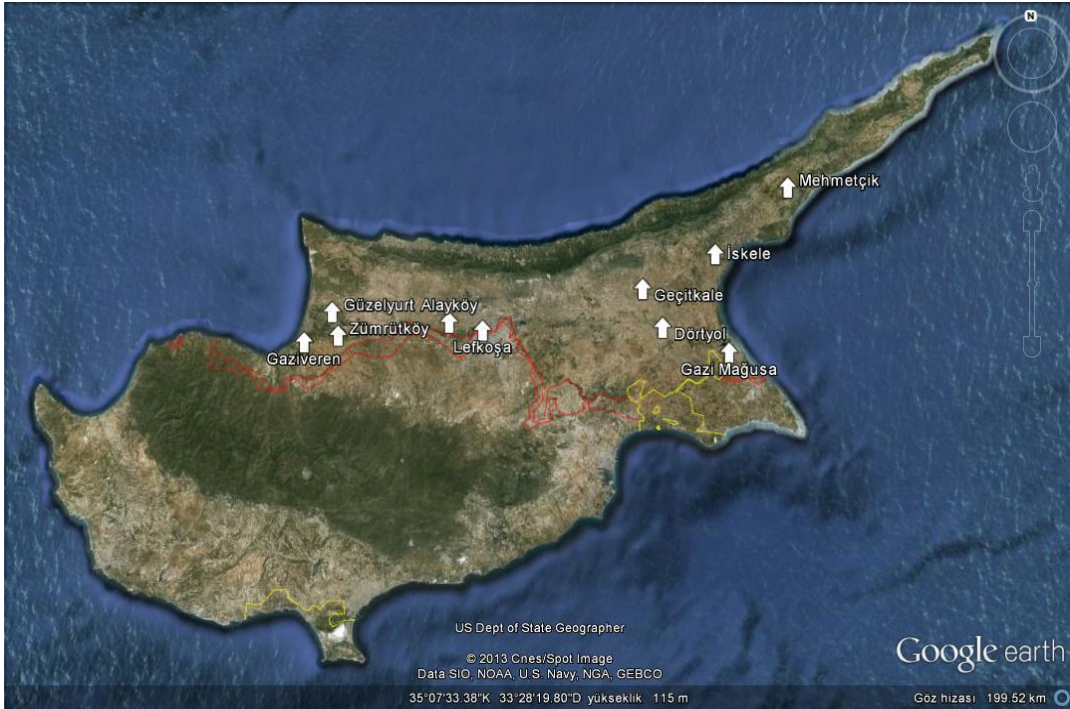 N
Mehmetçik
İskele
Geçitkale
Güzelyurt Alayköy
Zümrütköy
Dörtyol
Lefkoşa
Gaziveren
Gazi Mağusa
US Dept of State Geographer
© 2013 Cnes/Spot Image
Data SIO, NOAA, U.S. Navy, NGA, GEBCO
Google earth
35°07'33.38"K 33°28'19.80"D yükseklik 115 m
Göz hizası 199.52 km